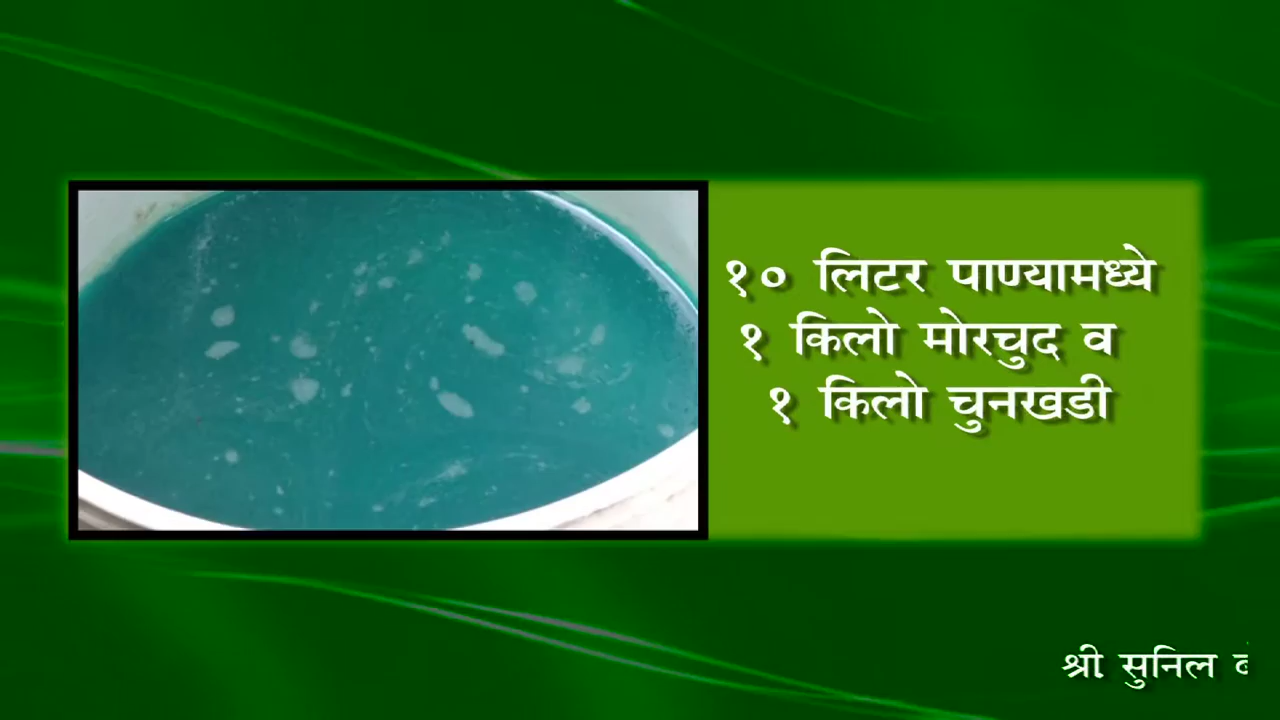 १० लिटर पाण्यामध्ये
१ किलो मोरचुद व
१ किलो चुनखडी
श्री. सुनिल